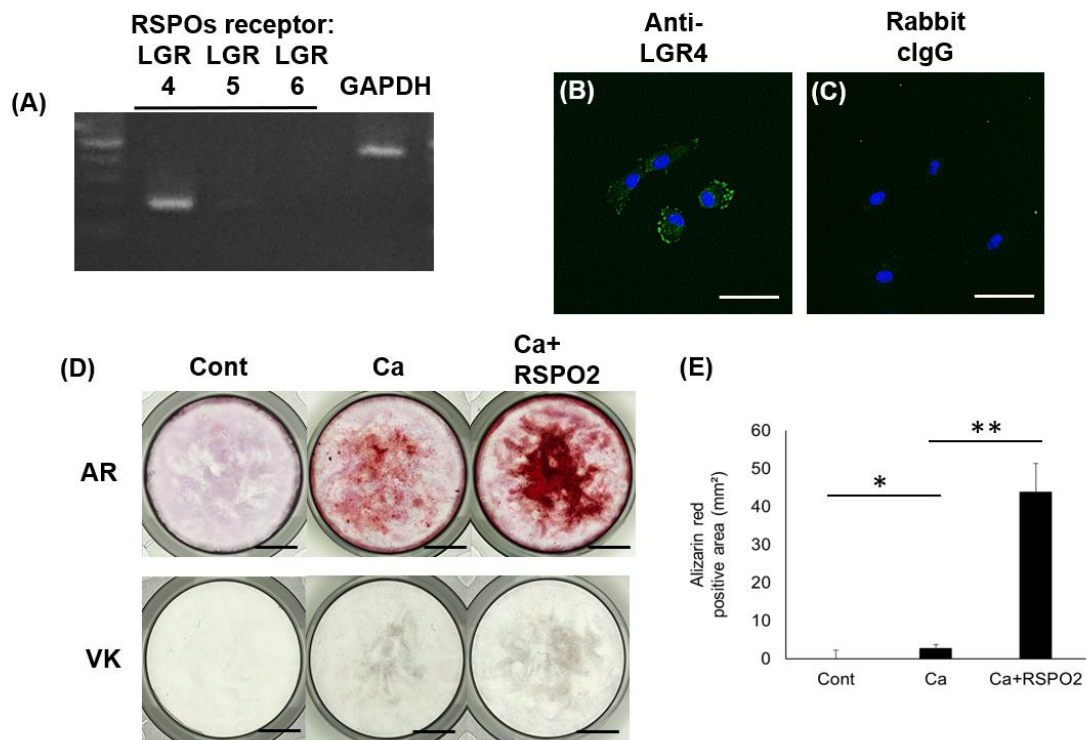 RSPOs receptor:
LGR LGR LGR
4 5 6 GAPDH
(A)
Anti-
LGR4
Rabbit
cIgG
(B)
(C)
(D)
Cont
Ca
Ca+
RSPO2
AR
VK
(E)
Alizarin red
positive area (mm²)
60
50
40
30
20
10
0
*
**
Cont
Ca
Ca+RSPO2